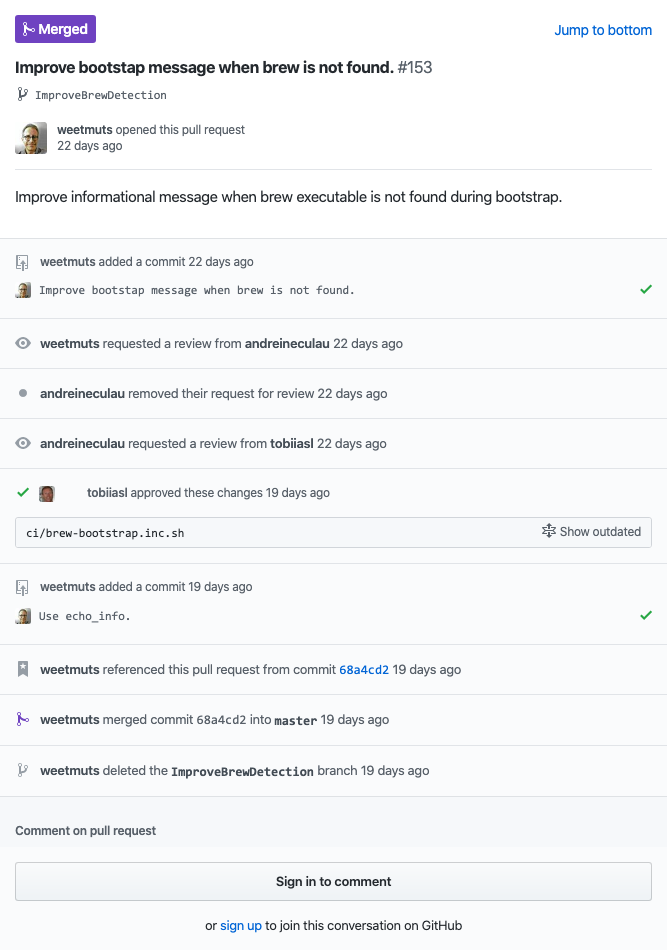 Merged
Jump to bottom
Improve bootstap message when brew is not found. #153
ImproveBrewDetection
weetmuts opened this pull request
22 days ago
Improve informational message when brew executable is not found during bootstrap.
weetmuts added a commit 22 days ago
Improve bootstap message when brew is not found.
weetmuts requested a review from andreineculau 22 days ago
andreineculau removed their request for review 22 days ago
andreineculau requested a review from tobiiasl 22 days ago
tobiiasl approved these changes 19 days ago
ci/brew-bootstrap.inc.sh
Show outdated
weetmuts added a commit 19 days ago
Use echo_info.
weetmuts referenced this pull request from commit 68a4cd2 19 days ago
weetmuts merged commit 68a4cd2 into master 19 days ago
weetmuts deleted the ImproveBrewDetection branch 19 days ago
Comment on pull request
Sign in to comment
or sign up to join this conversation on GitHub